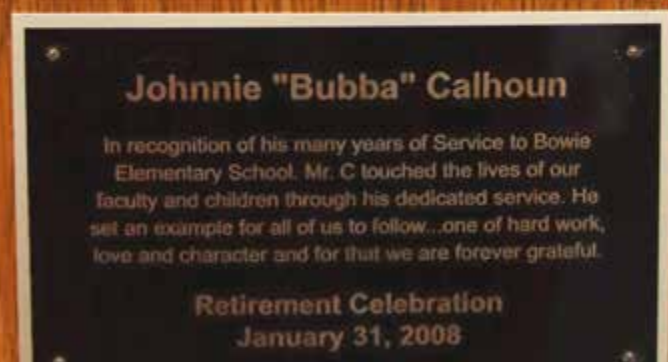 Johnnie "Bubba" Calhoun
In recognition of his many years of Service to Bowie
Elementary School. Mr. C touched the lives of our
faculty and children through his dedicated service. He
set an example for all of us to follow...one of hard work,
love and character and for that we are forever grateful.
Retirement Celebration
January 31, 2008